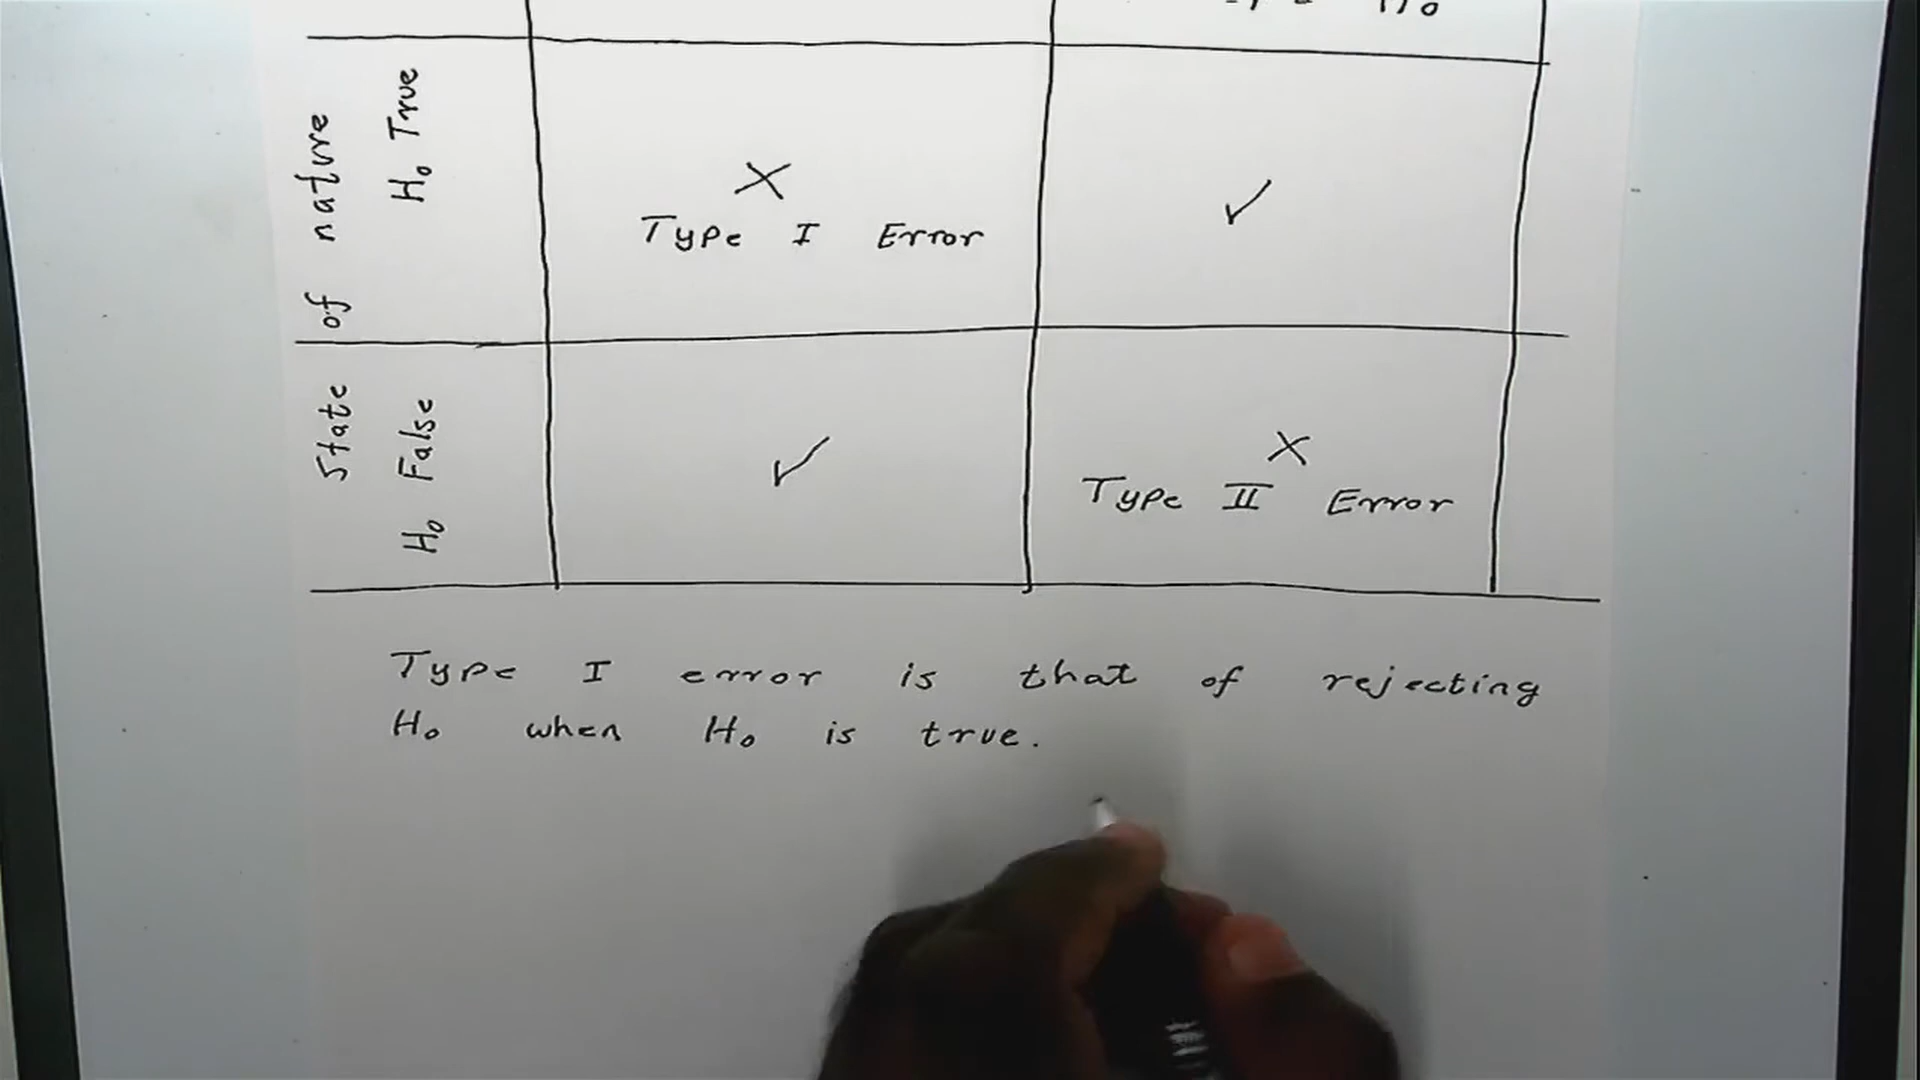 H₀
State of nature
H₀ True
X
Type I Error
✓
H₀ False
✓
X
Type II Error
Type I error is that of rejecting
H₀ when H₀ is true.